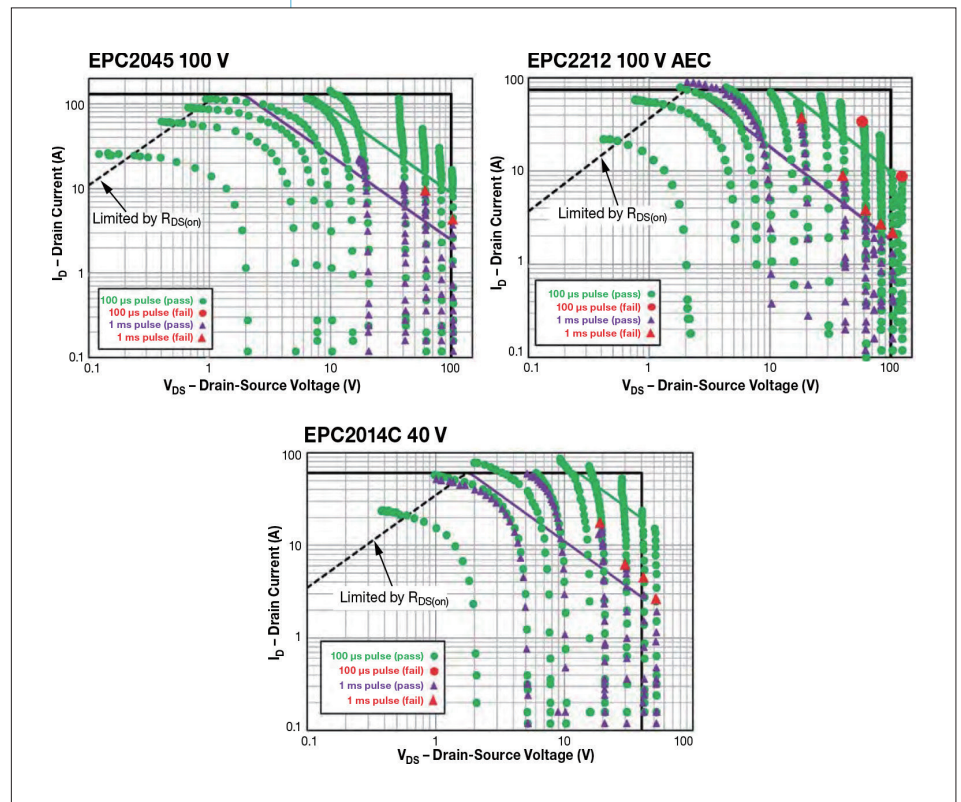 EPC2045 100 V
100
10
1
0.1
0.1
1
10
100
I_D – Drain Current (A)
V_DS – Drain-Source Voltage (V)
Limited by R_DS(on)
100 µs pulse (pass)
100 µs pulse (fail)
1 ms pulse (pass)
1 ms pulse (fail)
EPC2212 100 V AEC
100
10
1
0.1
0.1
1
10
100
I_D – Drain Current (A)
V_DS – Drain-Source Voltage (V)
Limited by R_DS(on)
100 µs pulse (pass)
100 µs pulse (fail)
1 ms pulse (pass)
1 ms pulse (fail)
EPC2014C 40 V
100
10
1
0.1
0.1
1
10
100
I_D – Drain Current (A)
V_DS – Drain-Source Voltage (V)
Limited by R_DS(on)
100 µs pulse (pass)
100 µs pulse (fail)
1 ms pulse (pass)
1 ms pulse (fail)